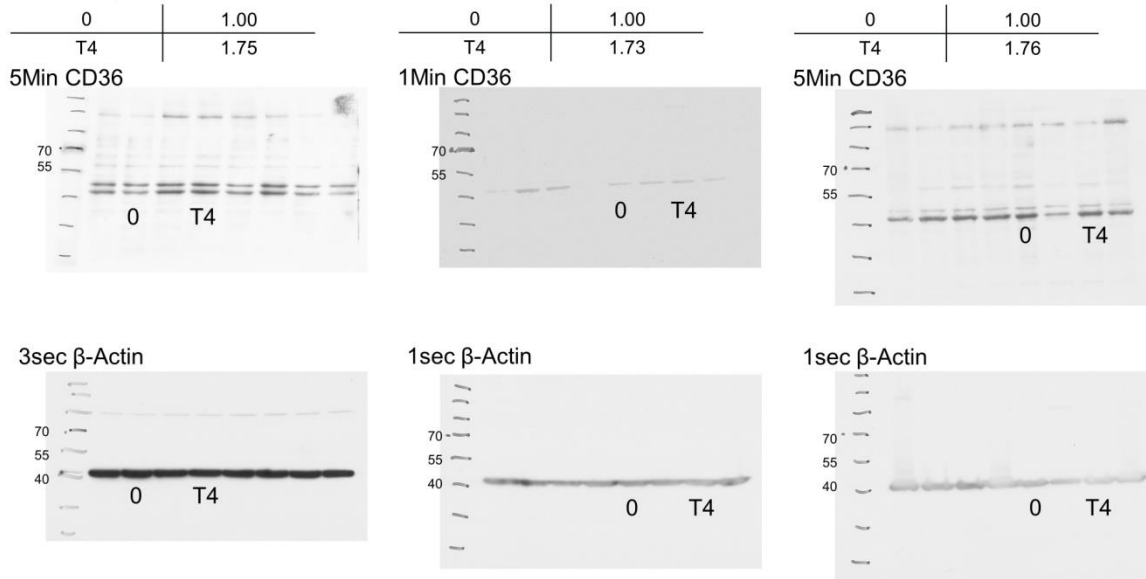 0 1.00
T4 1.75
5Min CD36
70
55
0 T4
0 1.00
T4 1.73
1Min CD36
70
55
0 T4
0 1.00
T4 1.76
5Min CD36
70
55
0 T4
3sec β-Actin
70
55
40
0 T4
1sec β-Actin
70
55
40
0 T4
1sec β-Actin
70
55
40
0 T4